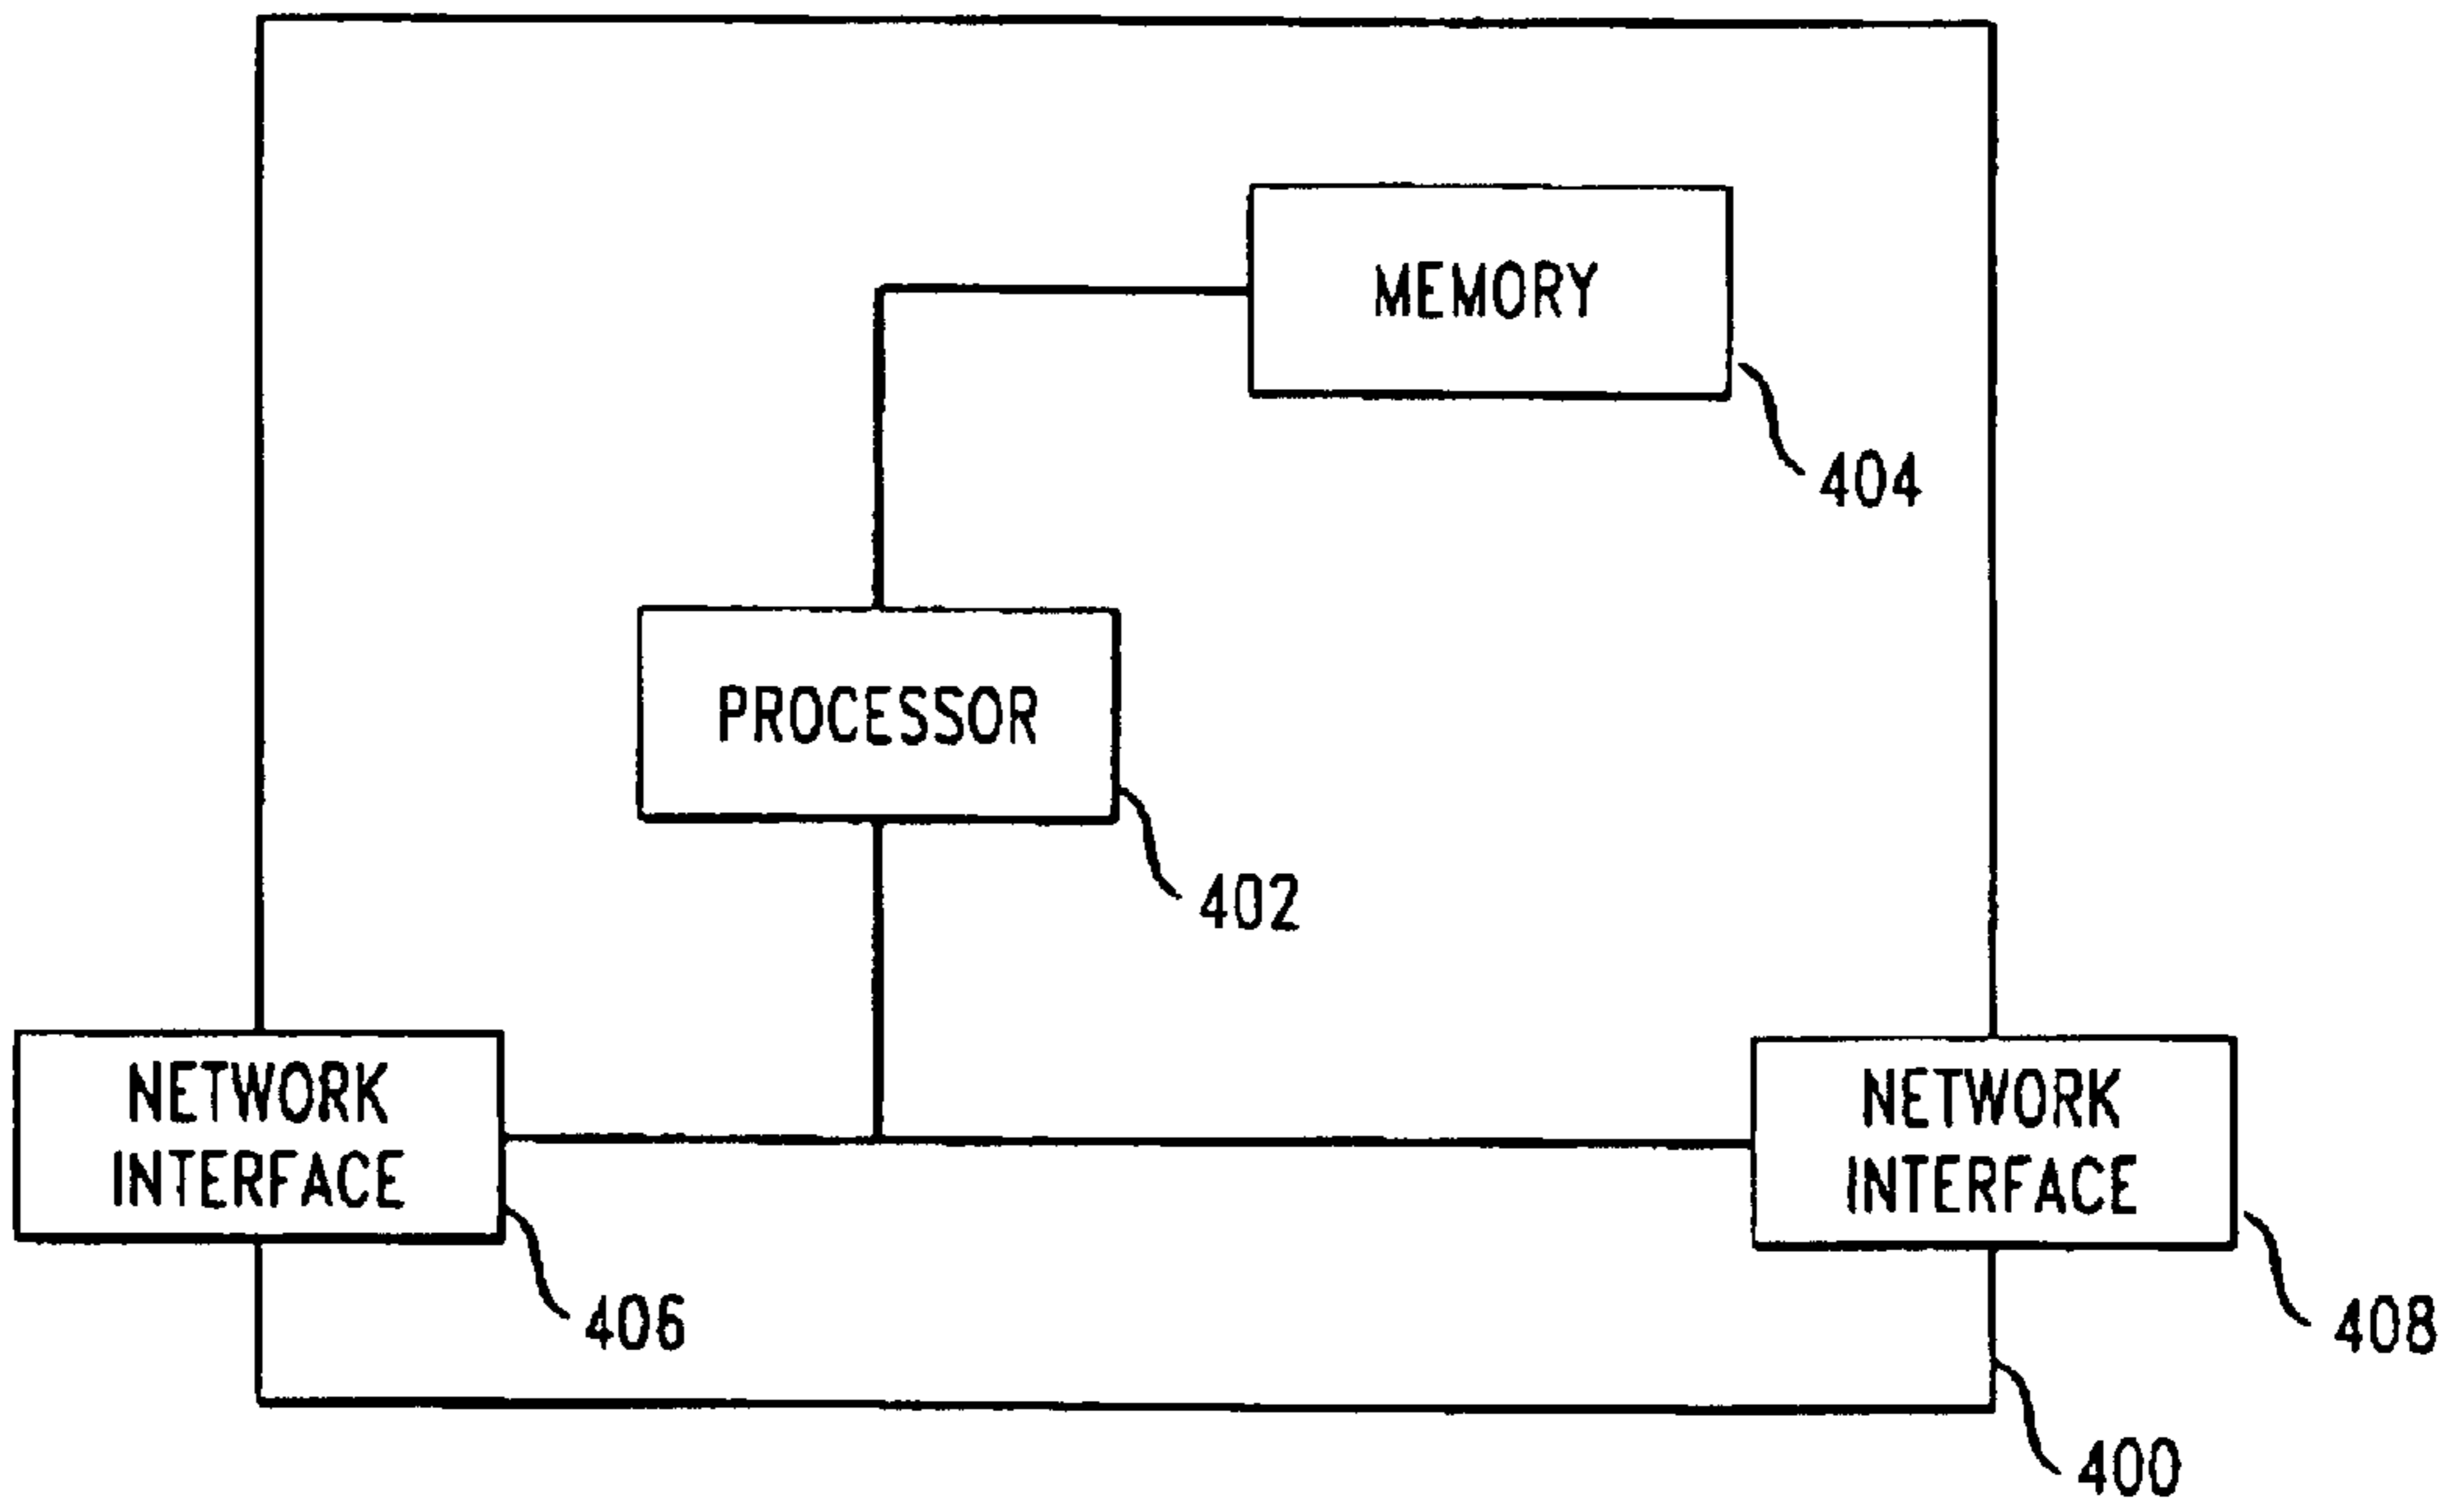 MEMORY
404
PROCESSOR
402
NETWORK
INTERFACE
406
NETWORK
INTERFACE
408
400